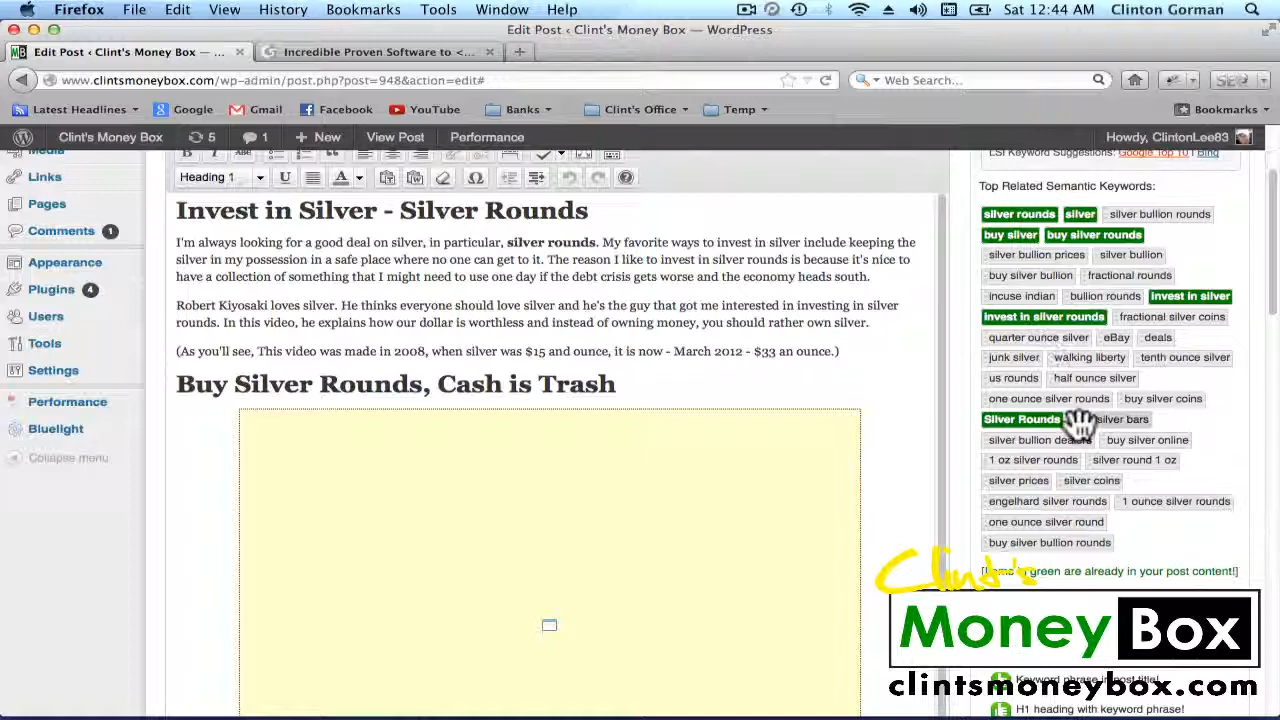 Firefox File Edit View History Bookmarks Tools Window Help Sat 12:44 AM Clinton Gorman
Edit Post ‹ Clint's Money Box — WordPress
Edit Post ‹ Clint's Money Box — ... Incredible Proven Software to <...
www.clintsmoneybox.com/wp-admin/post.php?post=948&action=edit# Web Search...
Latest Headlines Google Gmail Facebook YouTube Banks Clint's Office Temp Bookmarks
Clint's Money Box 5 1 + New View Post Performance Howdy, ClintonLee83
Media
Links
Pages
Comments 1
Appearance
Plugins 4
Users
Tools
Settings
Performance
Bluelight
Collapse menu
B I ABC
Heading 1 U A
Invest in Silver - Silver Rounds
I'm always looking for a good deal on silver, in particular, silver rounds. My favorite ways to invest in silver include keeping the
silver in my possession in a safe place where no one can get to it. The reason I like to invest in silver rounds is because it's nice to
have a collection of something that I might need to use one day if the debt crisis gets worse and the economy heads south.
Robert Kiyosaki loves silver. He thinks everyone should love silver and he's the guy that got me interested in investing in silver
rounds. In this video, he explains how our dollar is worthless and instead of owning money, you should rather own silver.
(As you'll see, This video was made in 2008, when silver was $15 and ounce, it is now - March 2012 - $33 an ounce.)
Buy Silver Rounds, Cash is Trash
LSI Keyword Suggestions: Google Top 10 | Bing
Top Related Semantic Keywords:
silver rounds silver silver bullion rounds
buy silver buy silver rounds
silver bullion prices silver bullion
buy silver bullion fractional rounds
incuse indian bullion rounds invest in silver
invest in silver rounds fractional silver coins
quarter ounce silver eBay deals
junk silver walking liberty tenth ounce silver
us rounds half ounce silver
one ounce silver rounds buy silver coins
Silver Rounds silver bars
silver bullion dealers buy silver online
1 oz silver rounds silver round 1 oz
silver prices silver coins
engelhard silver rounds 1 ounce silver rounds
one ounce silver round
buy silver bullion rounds
green are already in your post content!]
Clint's
Money Box
clintsmoneybox.com
Keyword phrase in post title!
H1 heading with keyword phrase!